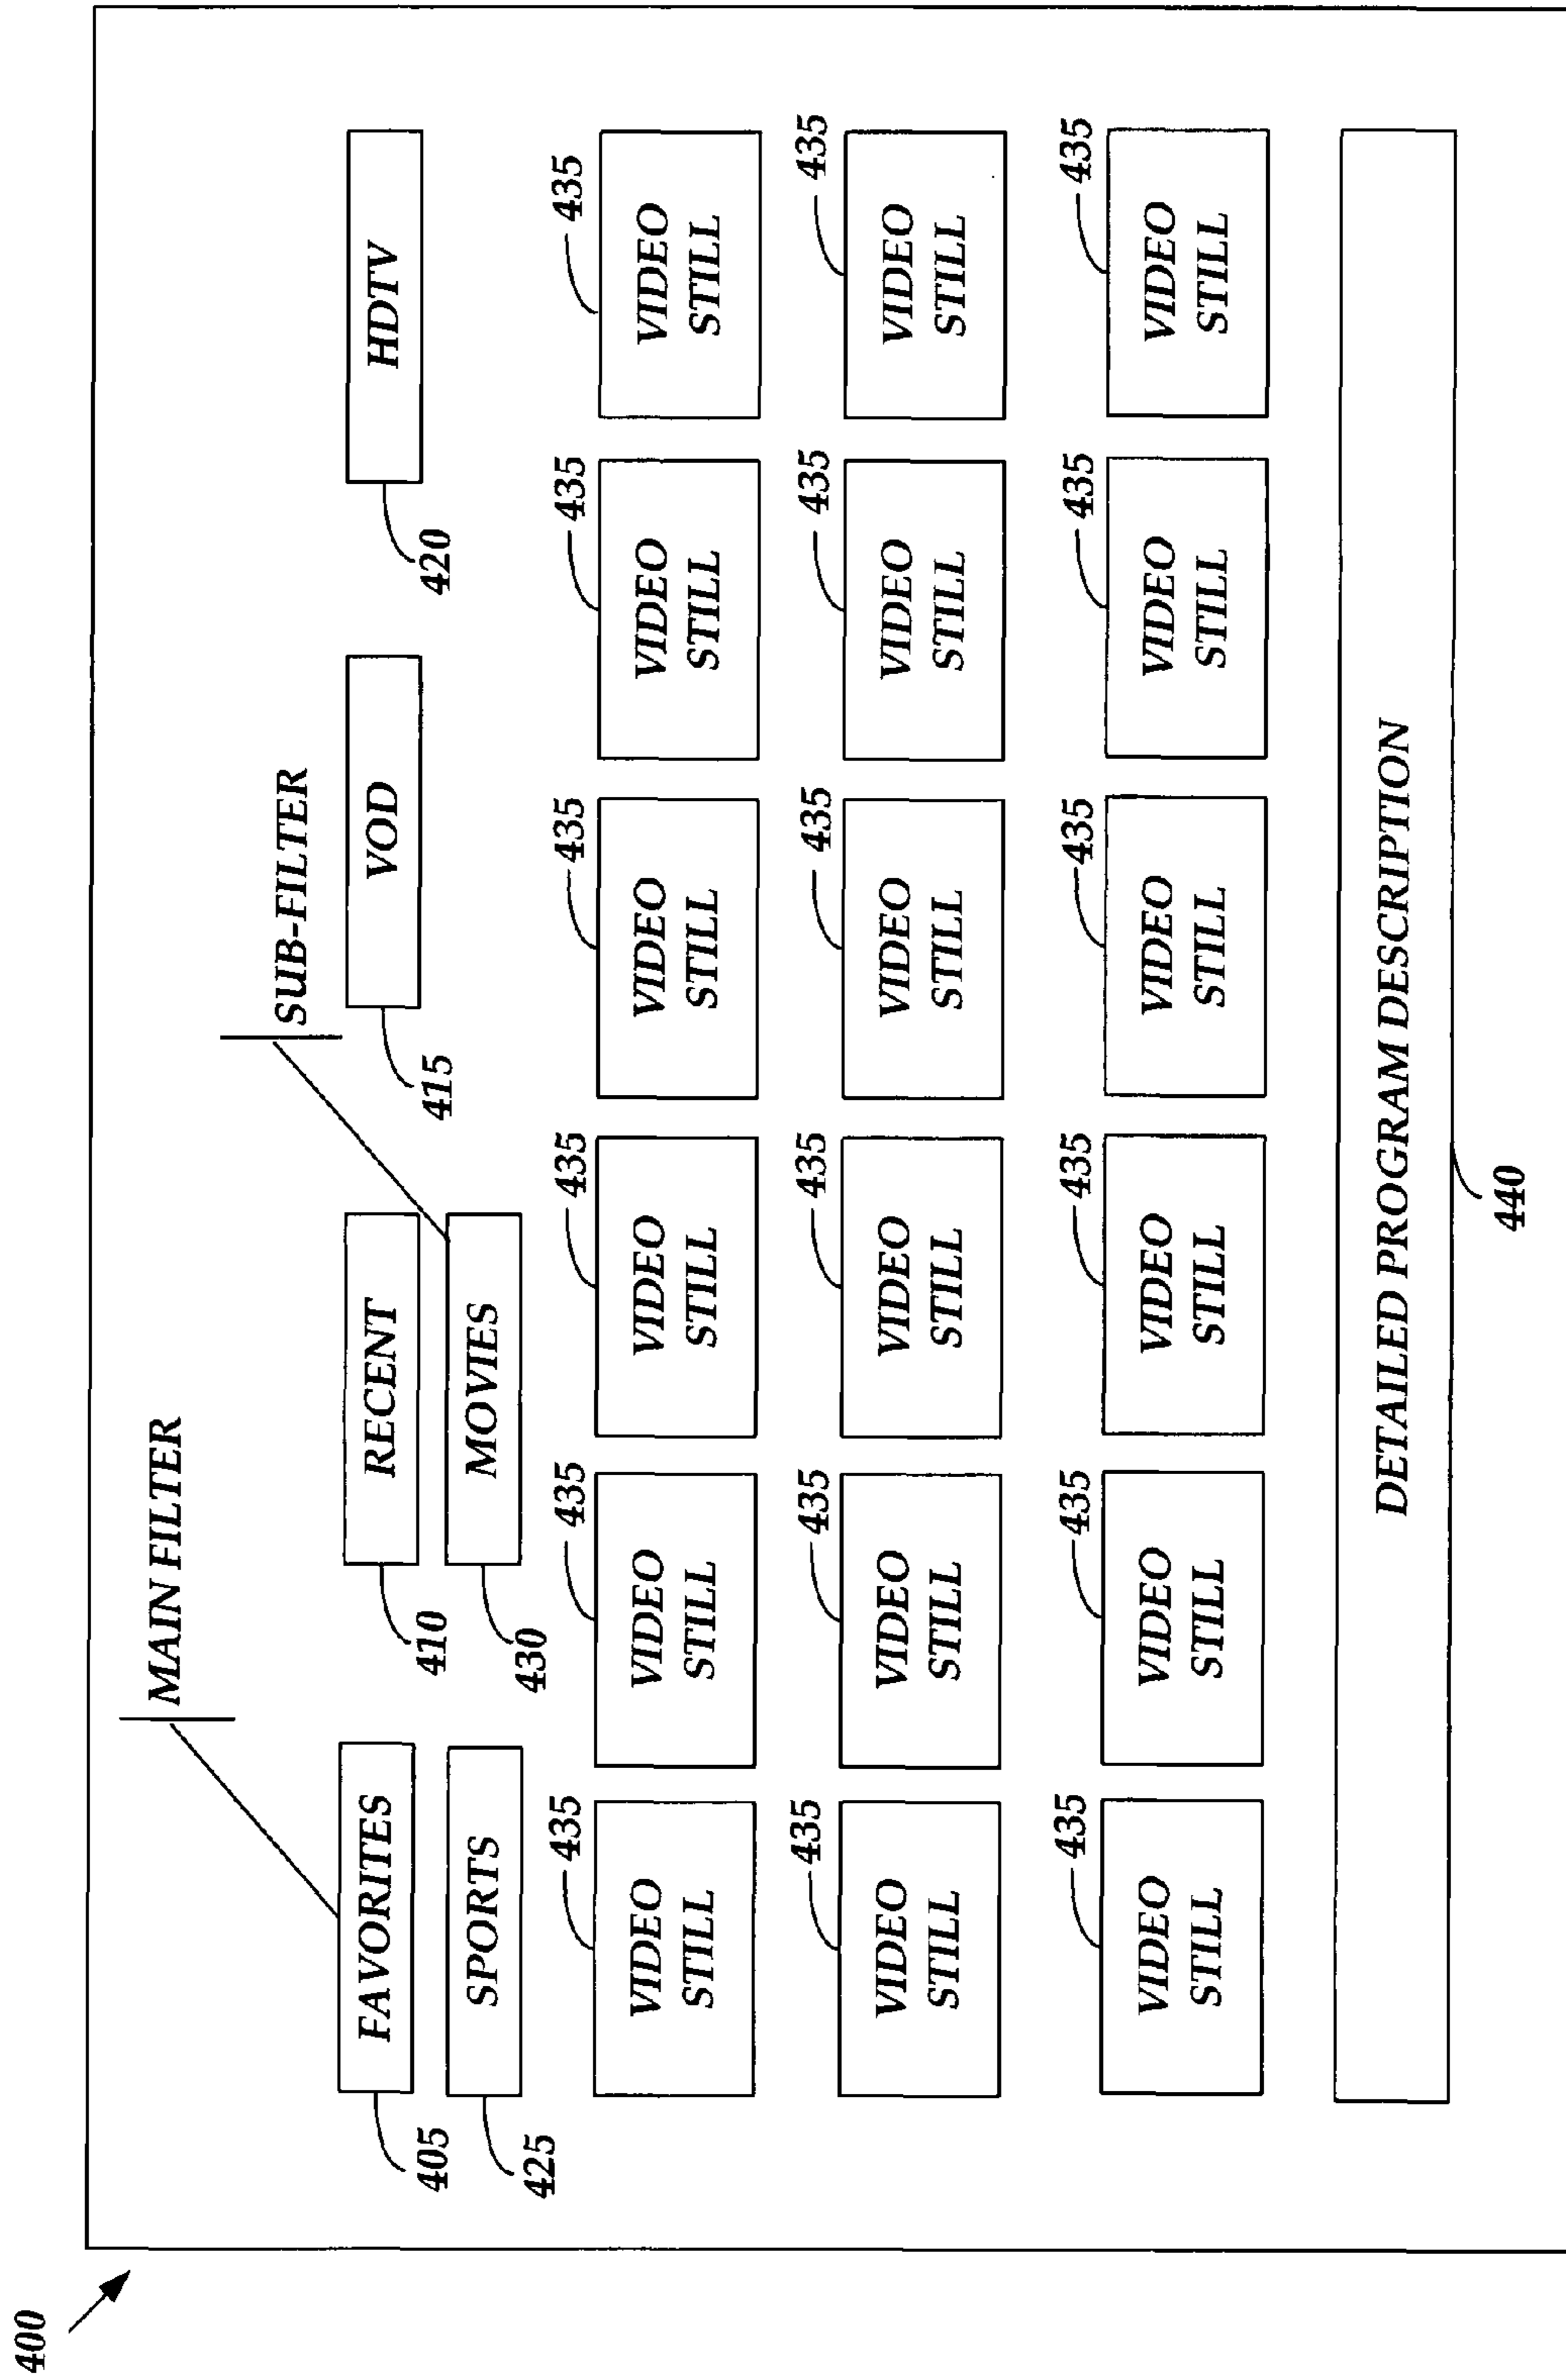 400
MAIN FILTER
SUB-FILTER
FAVORITES
RECENT
VOD
HDTV
405
410
415
420
SPORTS
MOVIES
425
430
435 435 435 435 435 435
VIDEO STILL
VIDEO STILL
VIDEO STILL
VIDEO STILL
VIDEO STILL
VIDEO STILL
435 435 435 435 435 435
VIDEO STILL
VIDEO STILL
VIDEO STILL
VIDEO STILL
VIDEO STILL
VIDEO STILL
435 435 435 435 435 435
VIDEO STILL
VIDEO STILL
VIDEO STILL
VIDEO STILL
VIDEO STILL
VIDEO STILL
DETAILED PROGRAM DESCRIPTION
440